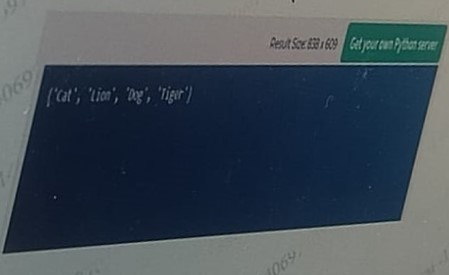 Result Size: 838 x 609
Get your own Python server
{'Cat', 'Lion', 'Dog', 'Tiger'}